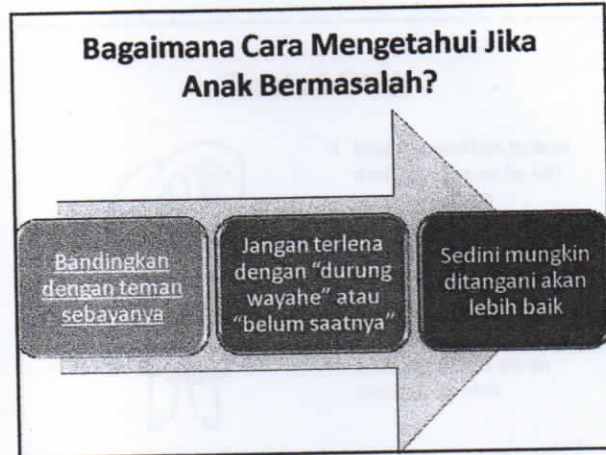 Bagaimana Cara Mengetahui Jika
Anak Bermasalah?
Bandingkan
dengan teman
sebayanya
Jangan terlena
dengan “durung
wayahe” atau
“belum saatnya”
Sedini mungkin
ditangani akan
lebih baik